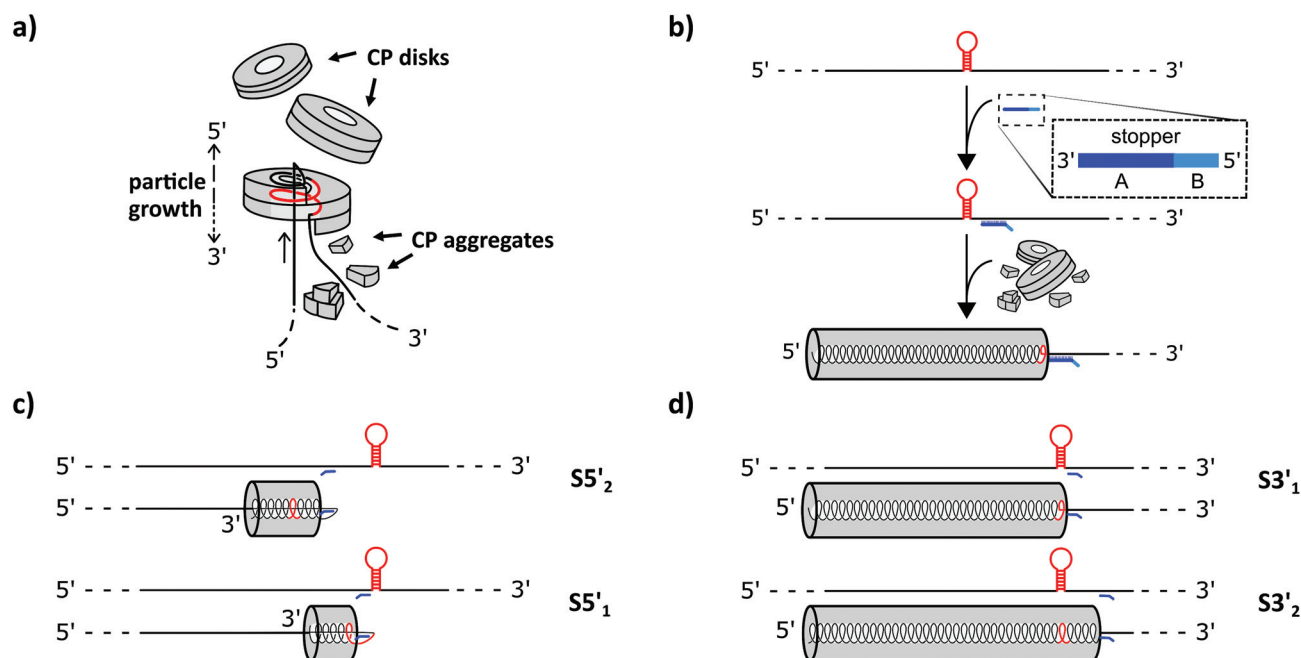 a)
CP disks
5'
particle
growth
3'
CP aggregates
5'
3'
b)
5'
3'
stopper
3'
5'
A
B
5'
3'
5'
3'
c)
5'
3'
S5'2
5'
3'
5'
3'
S5'1
3'
5'
d)
5'
3'
S3'1
5'
3'
5'
3'
S3'2
5'
3'